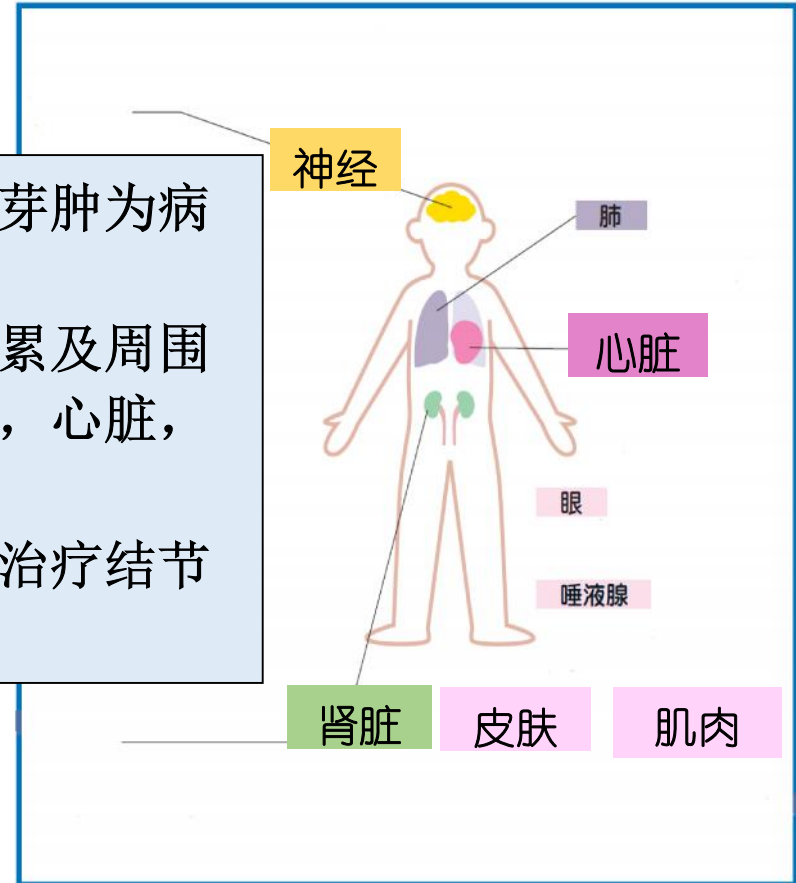 神经
芽肿为病
肺
累及周围
心脏
，心脏，
眼
治疗结节
唾液腺
肾脏 皮肤 肌肉